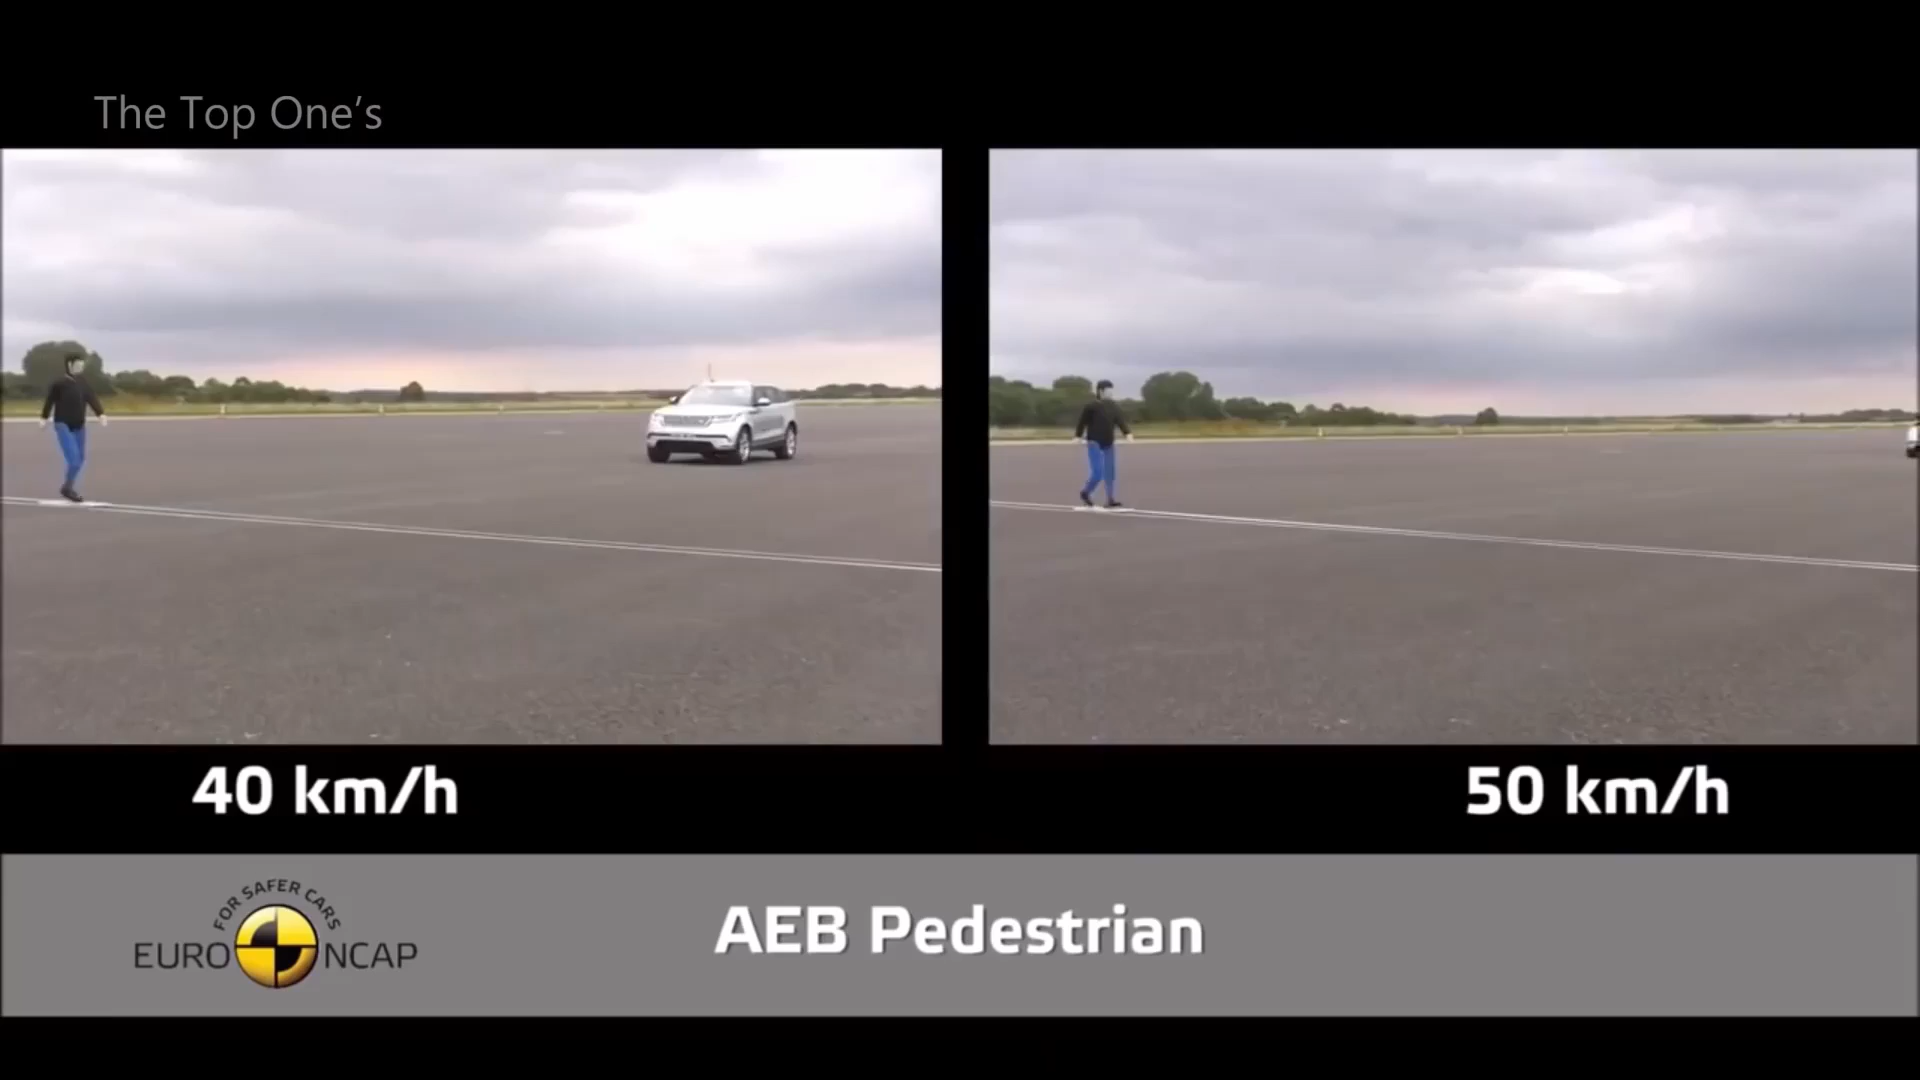 The Top One's
40 km/h
50 km/h
FOR SAFER CARS
EURO NCAP
AEB Pedestrian